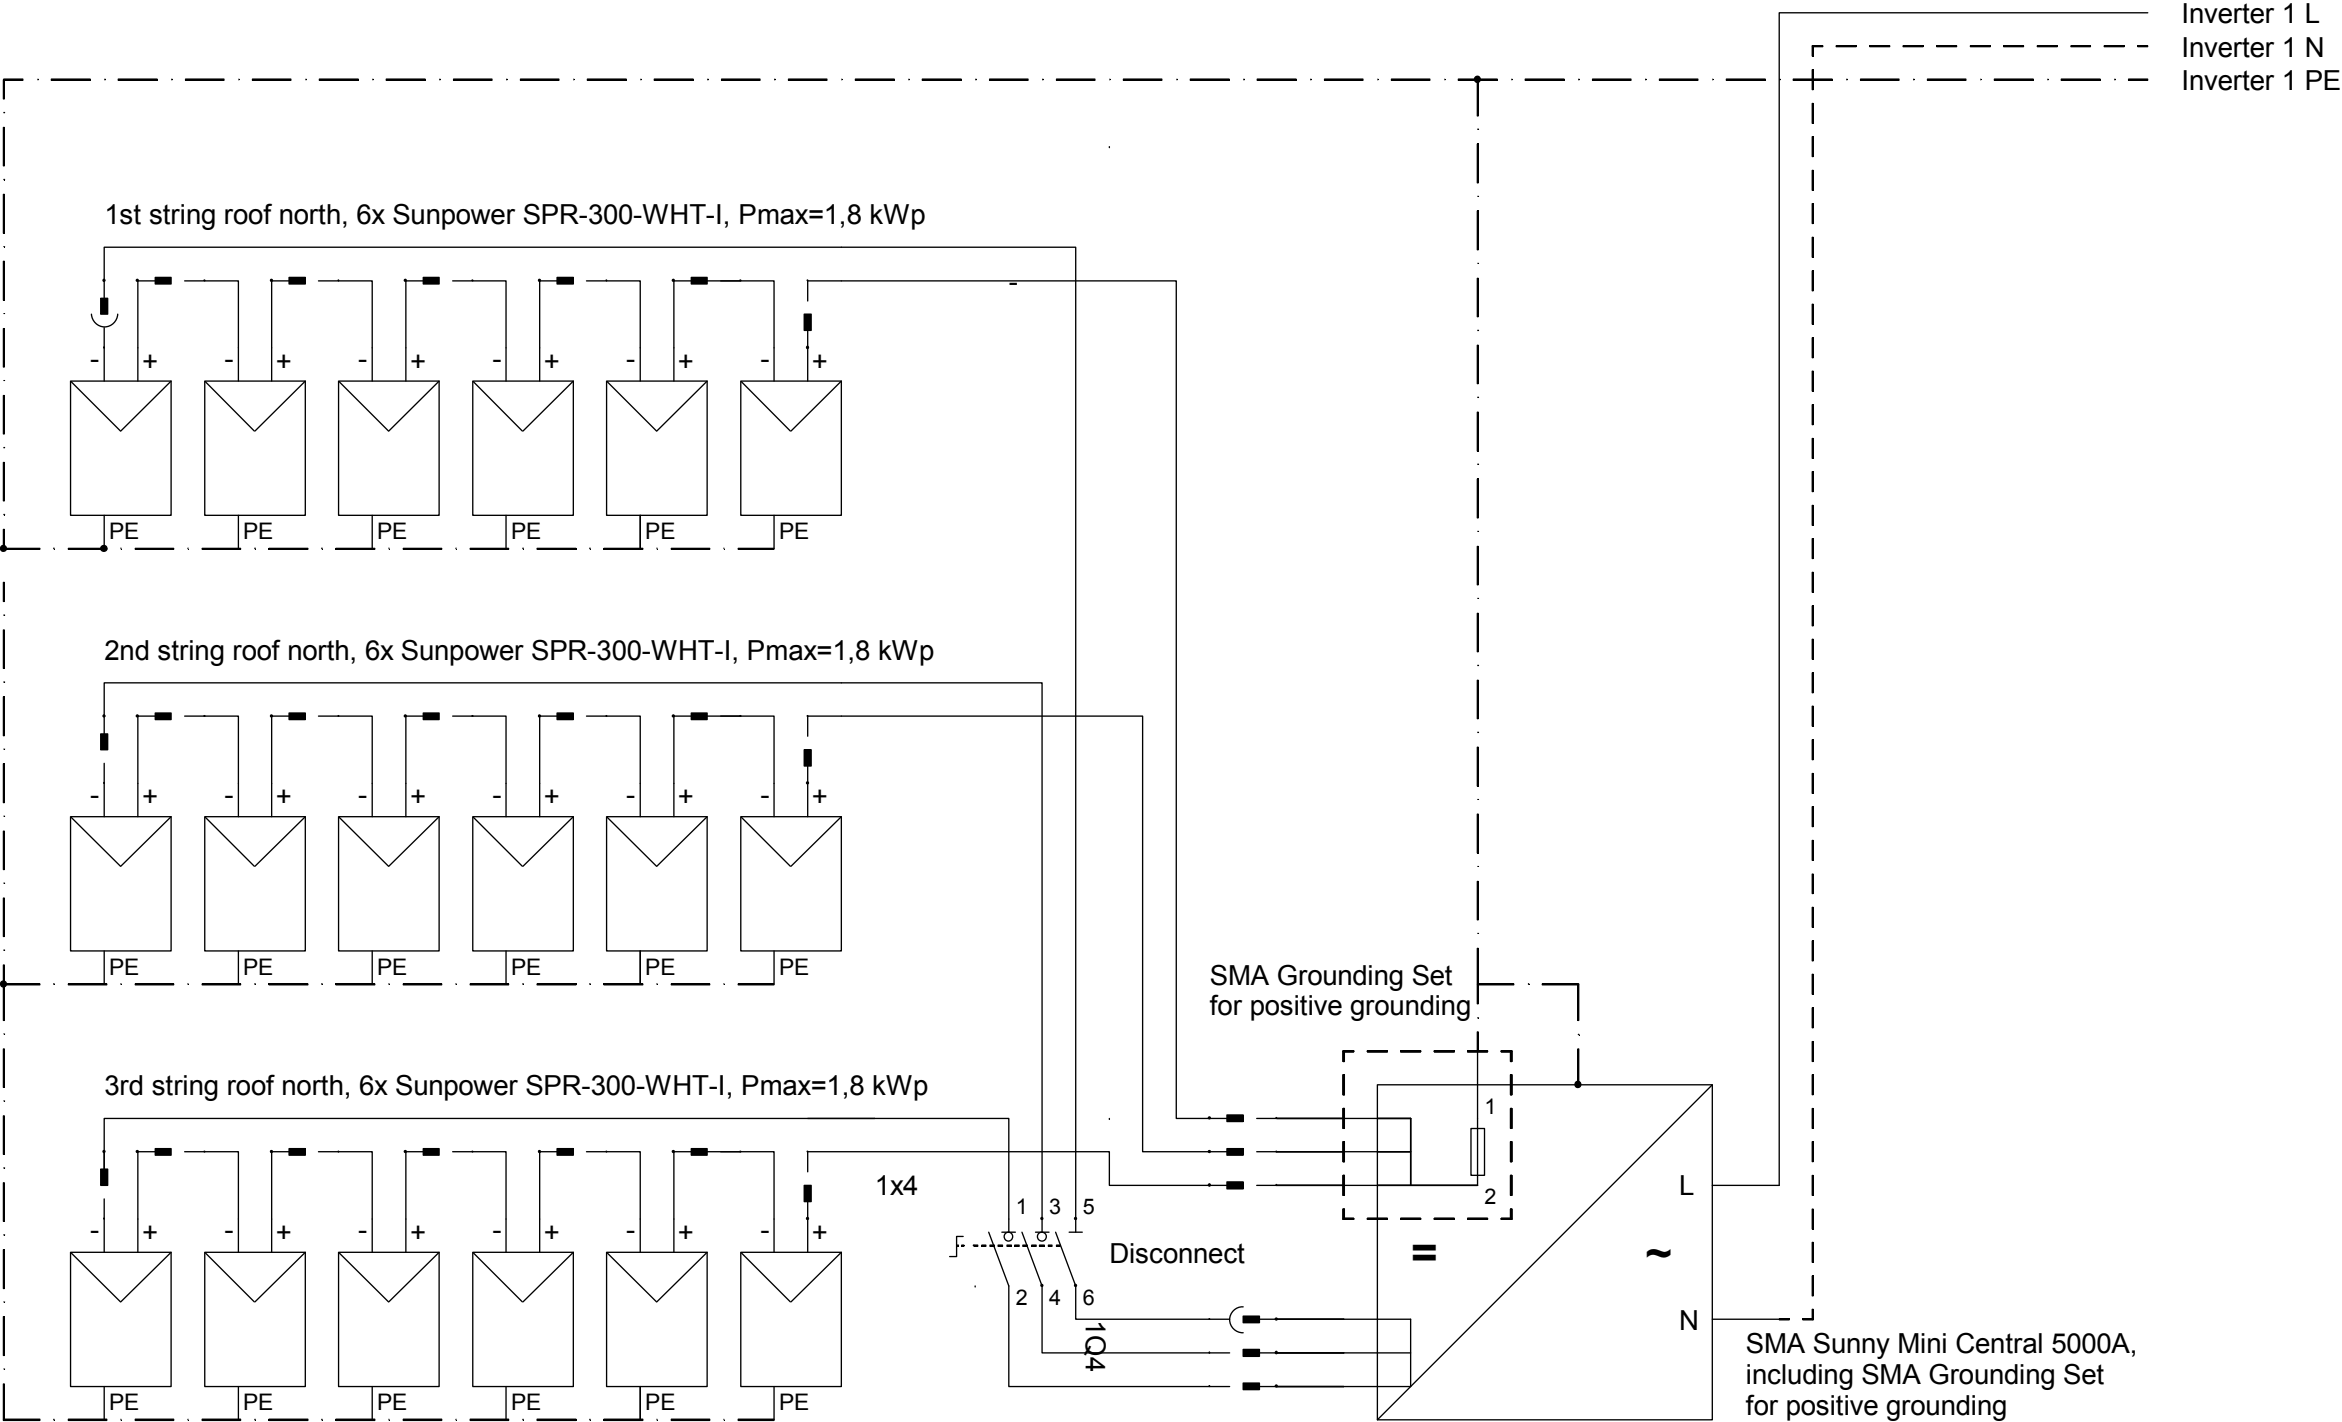 Inverter 1 L
Inverter 1 N
Inverter 1 PE
1st string roof north, 6x Sunpower SPR-300-WHT-I, Pmax=1,8 kWp
-
- + - + - + - + - + - +
PE PE PE PE PE PE
2nd string roof north, 6x Sunpower SPR-300-WHT-I, Pmax=1,8 kWp
- + - + - + - + - + - +
PE PE PE PE PE PE
SMA Grounding Set
for positive grounding
3rd string roof north, 6x Sunpower SPR-300-WHT-I, Pmax=1,8 kWp
- + - + - + - + - + - +
PE PE PE PE PE PE
1x4
1 3 5
Disconnect
2 4 6
1Q4
1
2
=
~
L
N
SMA Sunny Mini Central 5000A,
including SMA Grounding Set
for positive grounding